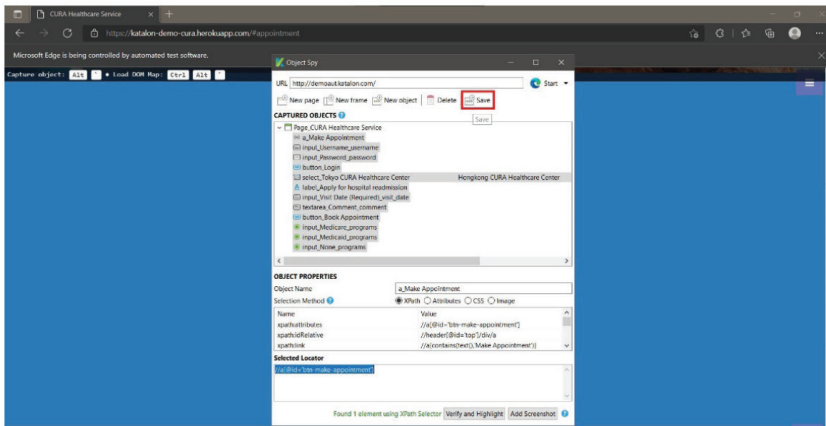 CURA Healthcare Service
https://katalon-demo-cura.herokuapp.com/#appointment
Microsoft Edge is being controlled by automated test software.
Capture object: Alt ` • Load DOM Map: Ctrl Alt `
Object Spy
URL http://demoaut.katalon.com/ Start
New page New frame New object Delete Save
CAPTURED OBJECTS
Save
Page_CURA Healthcare Service
a_Make Appointment
input_Username_username
input_Password_password
button_Login
select_Tokyo CURA Healthcare Center Hongkong CURA Healthcare Center
label_Apply for hospital readmission
input_Visit Date (Required)_visit_date
textarea_Comment_comment
button_Book Appointment
input_Medicare_programs
input_Medicaid_programs
input_None_programs
OBJECT PROPERTIES
Object Name a_Make Appointment
Selection Method XPath Attributes CSS Image
Name Value
xpath:attributes //a[@id='btn-make-appointment']
xpath:idRelative //header[@id='top']/div/a
xpath:link //a[contains(text(),'Make Appointment')]
Selected Locator
//a[@id='btn-make-appointment']
Found 1 element using XPath Selector Verify and Highlight Add Screenshot